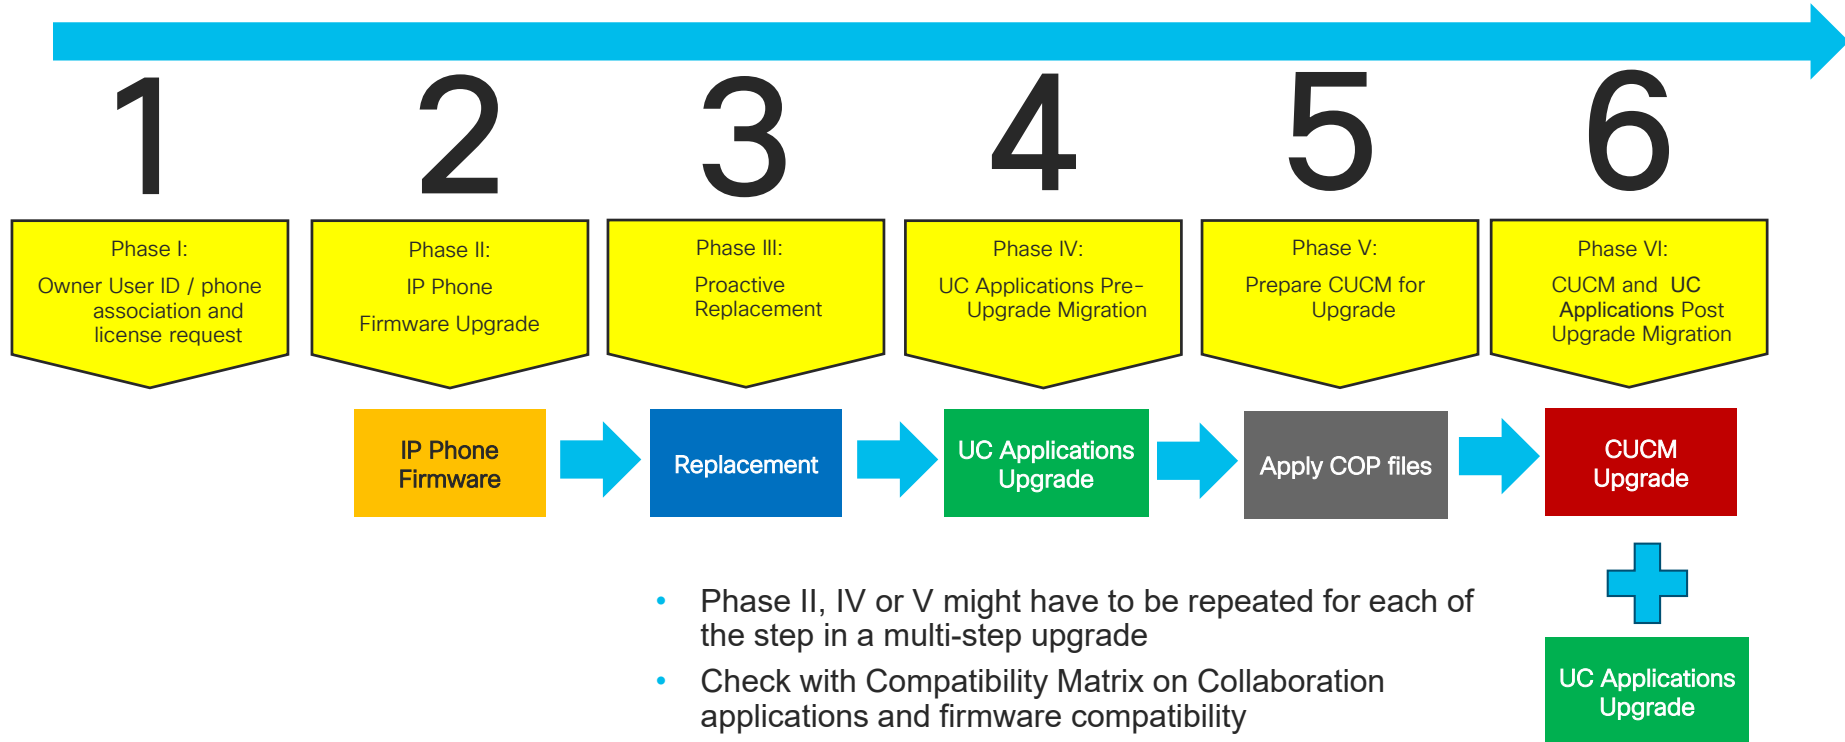 1
2
3
4
5
6
Phase I:
Owner User ID / phone
association and
license request
Phase II:
IP Phone
Firmware Upgrade
Phase III:
Proactive
Replacement
Phase IV:
UC Applications Pre-
Upgrade Migration
Phase V:
Prepare CUCM for
Upgrade
Phase VI:
CUCM and UC
Applications Post
Upgrade Migration
IP Phone
Firmware
Replacement
UC Applications
Upgrade
Apply COP files
CUCM
Upgrade
• Phase II, IV or V might have to be repeated for each of
the step in a multi-step upgrade
• Check with Compatibility Matrix on Collaboration
applications and firmware compatibility
UC Applications
Upgrade